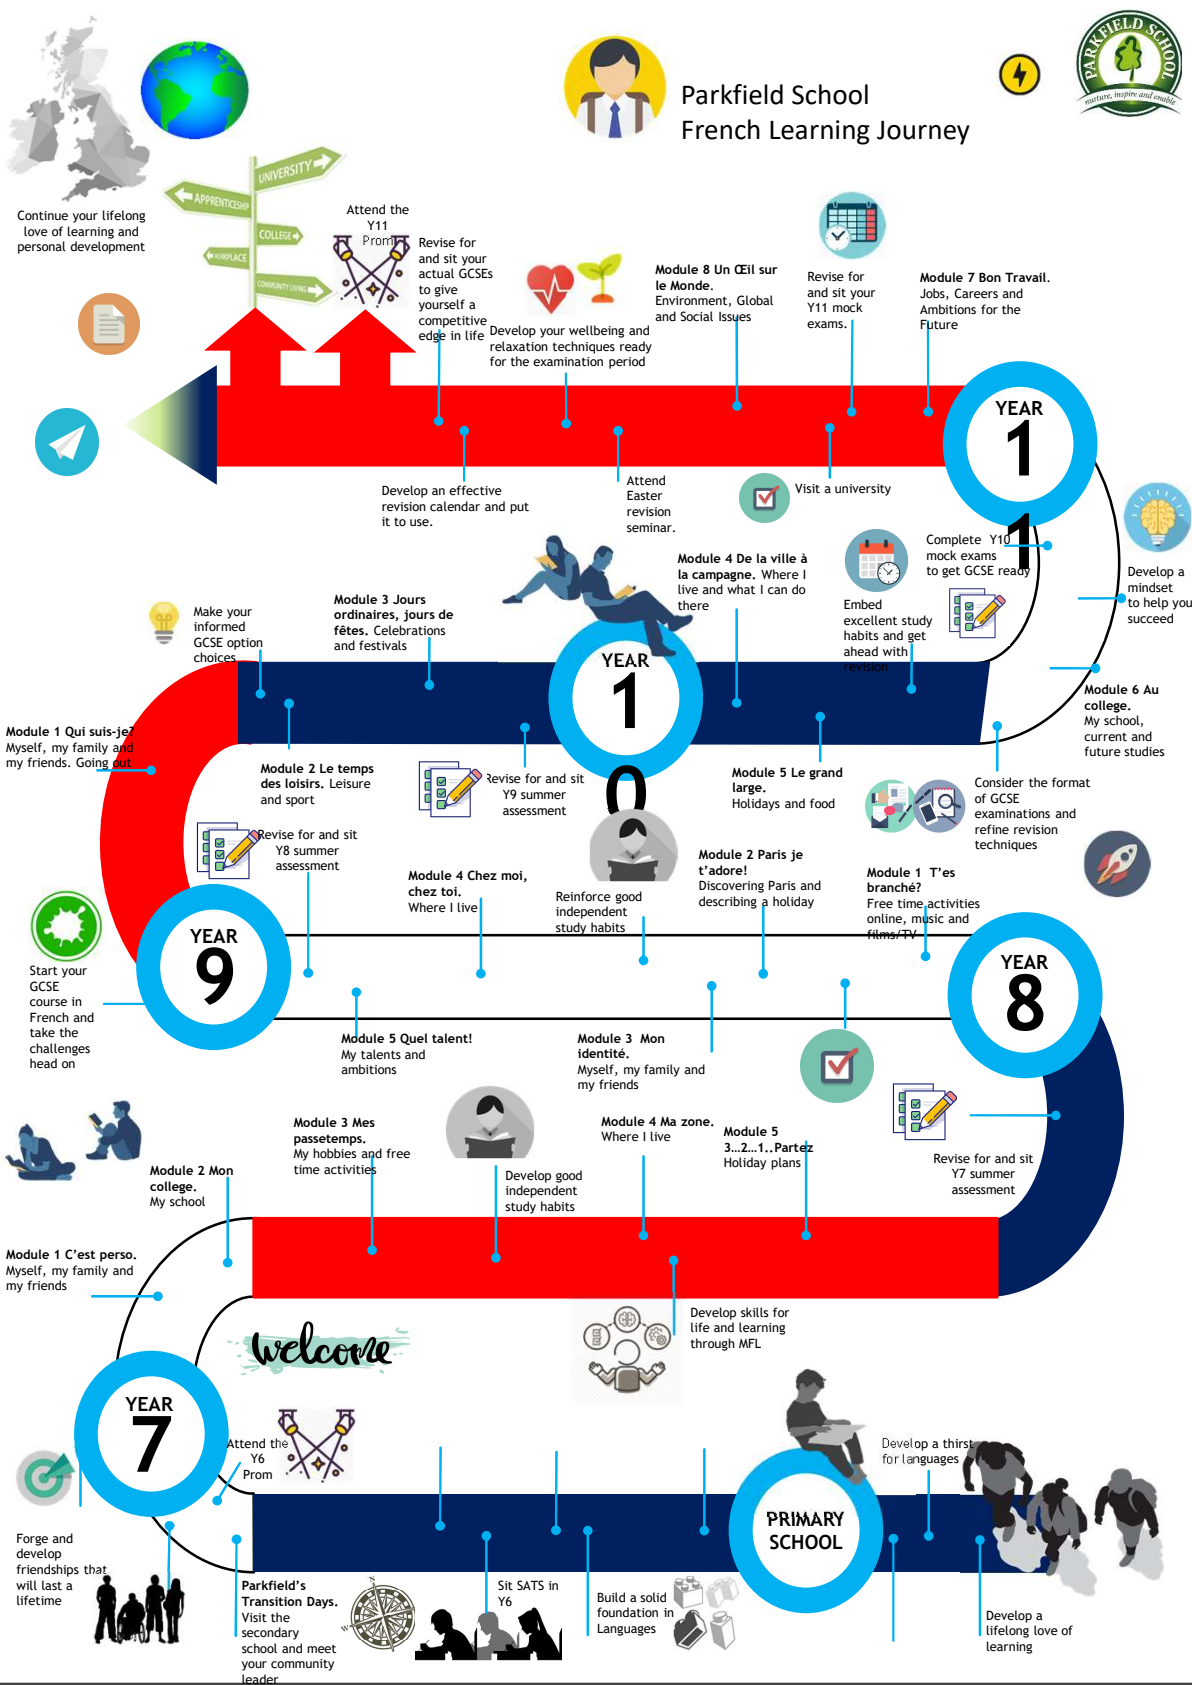 Parkfield School
French Learning Journey
PARKFIELD SCHOOL
nurture, inspire and enable
Continue your lifelong
love of learning and
personal development
UNIVERSITY
APPRENTICESHIP
COLLEGE
WORKPLACE
COMMUNITY LIVING
Attend the
Y11
Prom
Revise for
and sit your
actual GCSEs
to give
yourself a
competitive
edge in life
Develop your wellbeing and
relaxation techniques ready
for the examination period
Module 8 Un Œil sur
le Monde.
Environment, Global
and Social Issues
Revise for
and sit your
Y11 mock
exams.
Module 7 Bon Travail.
Jobs, Careers and
Ambitions for the
Future
YEAR
1
1
Develop an effective
revision calendar and put
it to use.
Attend
Easter
revision
seminar.
Visit a university
Complete Y10
mock exams
to get GCSE ready
Develop a
mindset
to help you
succeed
Make your
informed
GCSE option
choices
Module 3 Jours
ordinaires, jours de
fêtes. Celebrations
and festivals
Module 4 De la ville à
la campagne. Where I
live and what I can do
there
Embed
excellent study
habits and get
ahead with
revision
YEAR
1
0
Module 6 Au
college.
My school,
current and
future studies
Module 1 Qui suis-je?
Myself, my family and
my friends. Going out
Module 2 Le temps
des loisirs. Leisure
and sport
Revise for and sit
Y9 summer
assessment
Module 5 Le grand
large.
Holidays and food
Consider the format
of GCSE
examinations and
refine revision
techniques
Revise for and sit
Y8 summer
assessment
Module 4 Chez moi,
chez toi.
Where I live
Reinforce good
independent
study habits
Module 2 Paris je
t'adore!
Discovering Paris and
describing a holiday
Module 1 T'es
branché?
Free time activities
online, music and
films/TV
YEAR
9
YEAR
8
Start your
GCSE
course in
French and
take the
challenges
head on
Module 5 Quel talent!
My talents and
ambitions
Module 3 Mon
identité.
Myself, my family and
my friends
Module 3 Mes
passetemps.
My hobbies and free
time activities
Module 4 Ma zone.
Where I live
Module 5
3…2…1..Partez
Holiday plans
Revise for and sit
Y7 summer
assessment
Module 2 Mon
college.
My school
Develop good
independent
study habits
Module 1 C'est perso.
Myself, my family and
my friends
welcome
Develop skills for
life and learning
through MFL
YEAR
7
Attend the
Y6
Prom
Develop a thirst
for languages
PRIMARY
SCHOOL
Forge and
develop
friendships that
will last a
lifetime
Parkfield's
Transition Days.
Visit the
secondary
school and meet
your community
leader
N
W
Sit SATS in
Y6
Build a solid
foundation in
Languages
Develop a
lifelong love of
learning